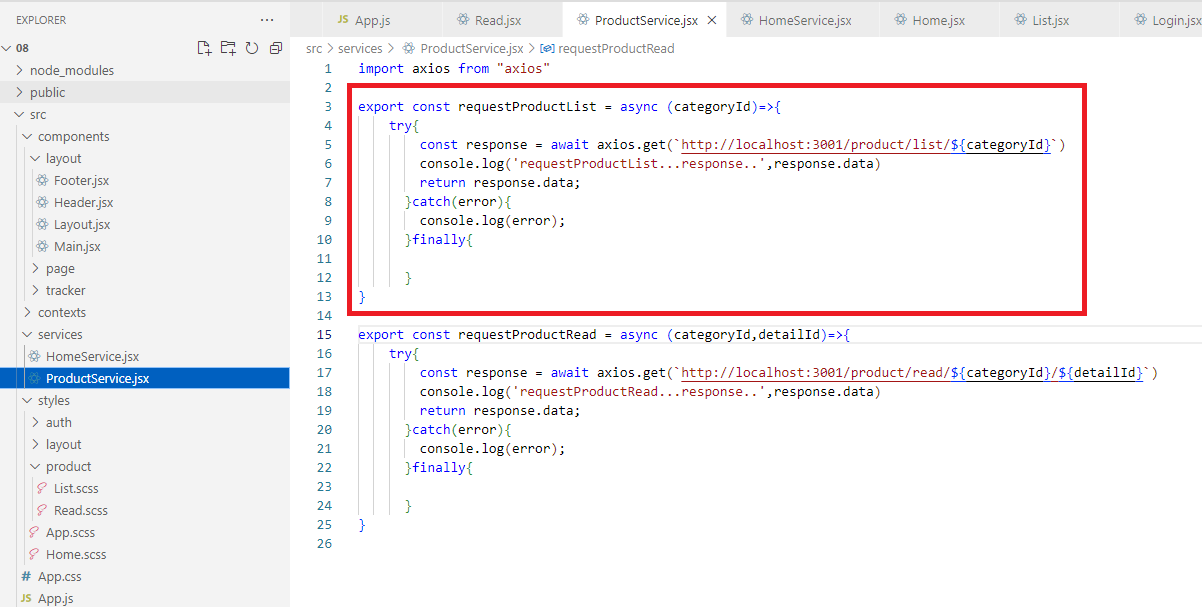 EXPLORER
···
JS App.js
Read.jsx
ProductService.jsx ×
HomeService.jsx
Home.jsx
List.jsx
Login.jsx
08
node_modules
public
src
components
layout
Footer.jsx
Header.jsx
Layout.jsx
Main.jsx
page
tracker
contexts
services
HomeService.jsx
ProductService.jsx
styles
auth
layout
product
List.scss
Read.scss
App.scss
Home.scss
# App.css
JS App.js
src > services > ProductService.jsx > requestProductRead
1 import axios from "axios"
2
3 export const requestProductList = async (categoryId)=>{
4 try{
5 const response = await axios.get(`http://localhost:3001/product/list/${categoryId}`)
6 console.log('requestProductList...response..',response.data)
7 return response.data;
8 }catch(error){
9 console.log(error);
10 }finally{
11
12 }
13 }
14
15 export const requestProductRead = async (categoryId,detailId)=>{
16 try{
17 const response = await axios.get(`http://localhost:3001/product/read/${categoryId}/${detailId}`)
18 console.log('requestProductRead...response..',response.data)
19 return response.data;
20 }catch(error){
21 console.log(error);
22 }finally{
23
24 }
25 }
26